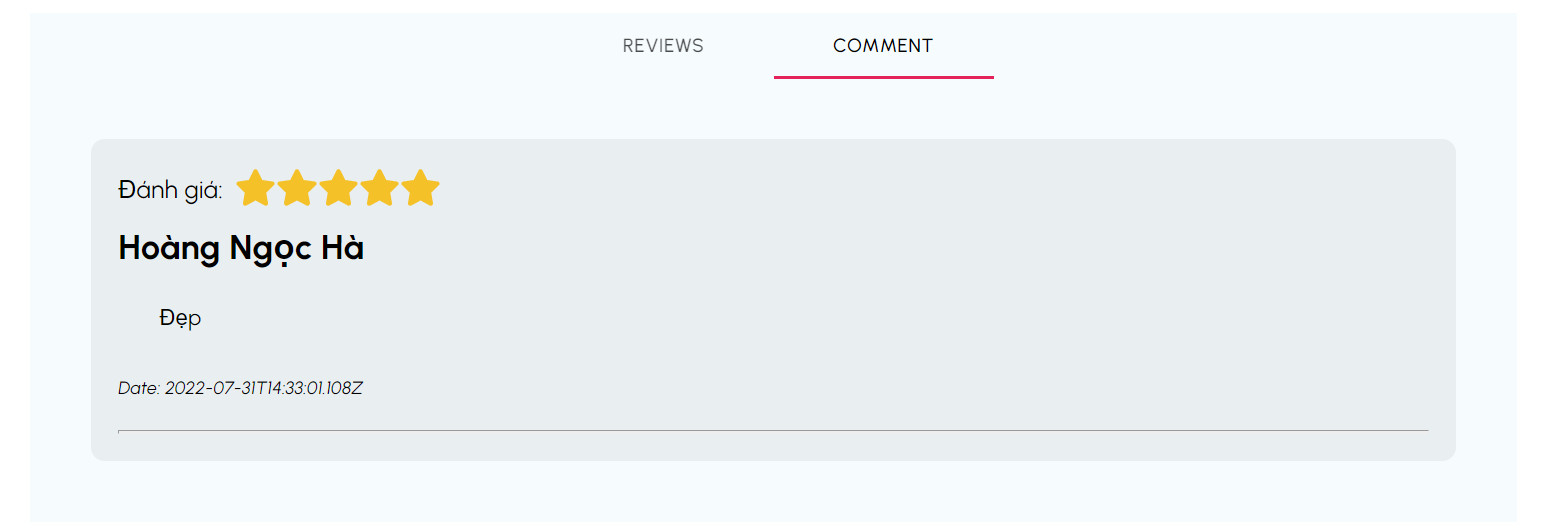 REVIEWS COMMENT
Đánh giá:
Hoàng Ngọc Hà
Đẹp
Date: 2022-07-31T14:33:01.108Z